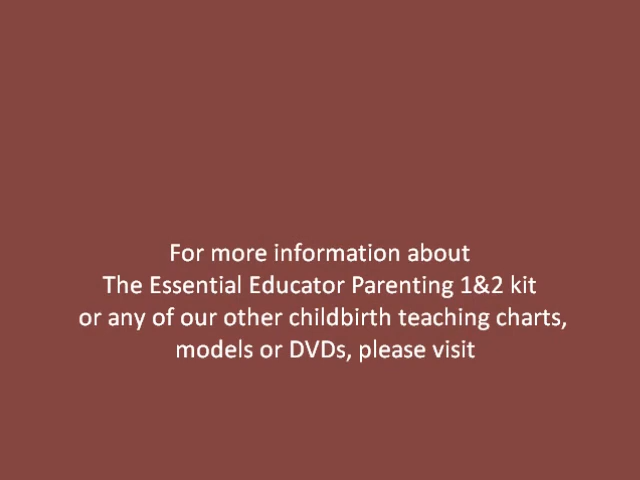 For more information about
The Essential Educator Parenting 1&2 kit
or any of our other childbirth teaching charts,
models or DVDs, please visit